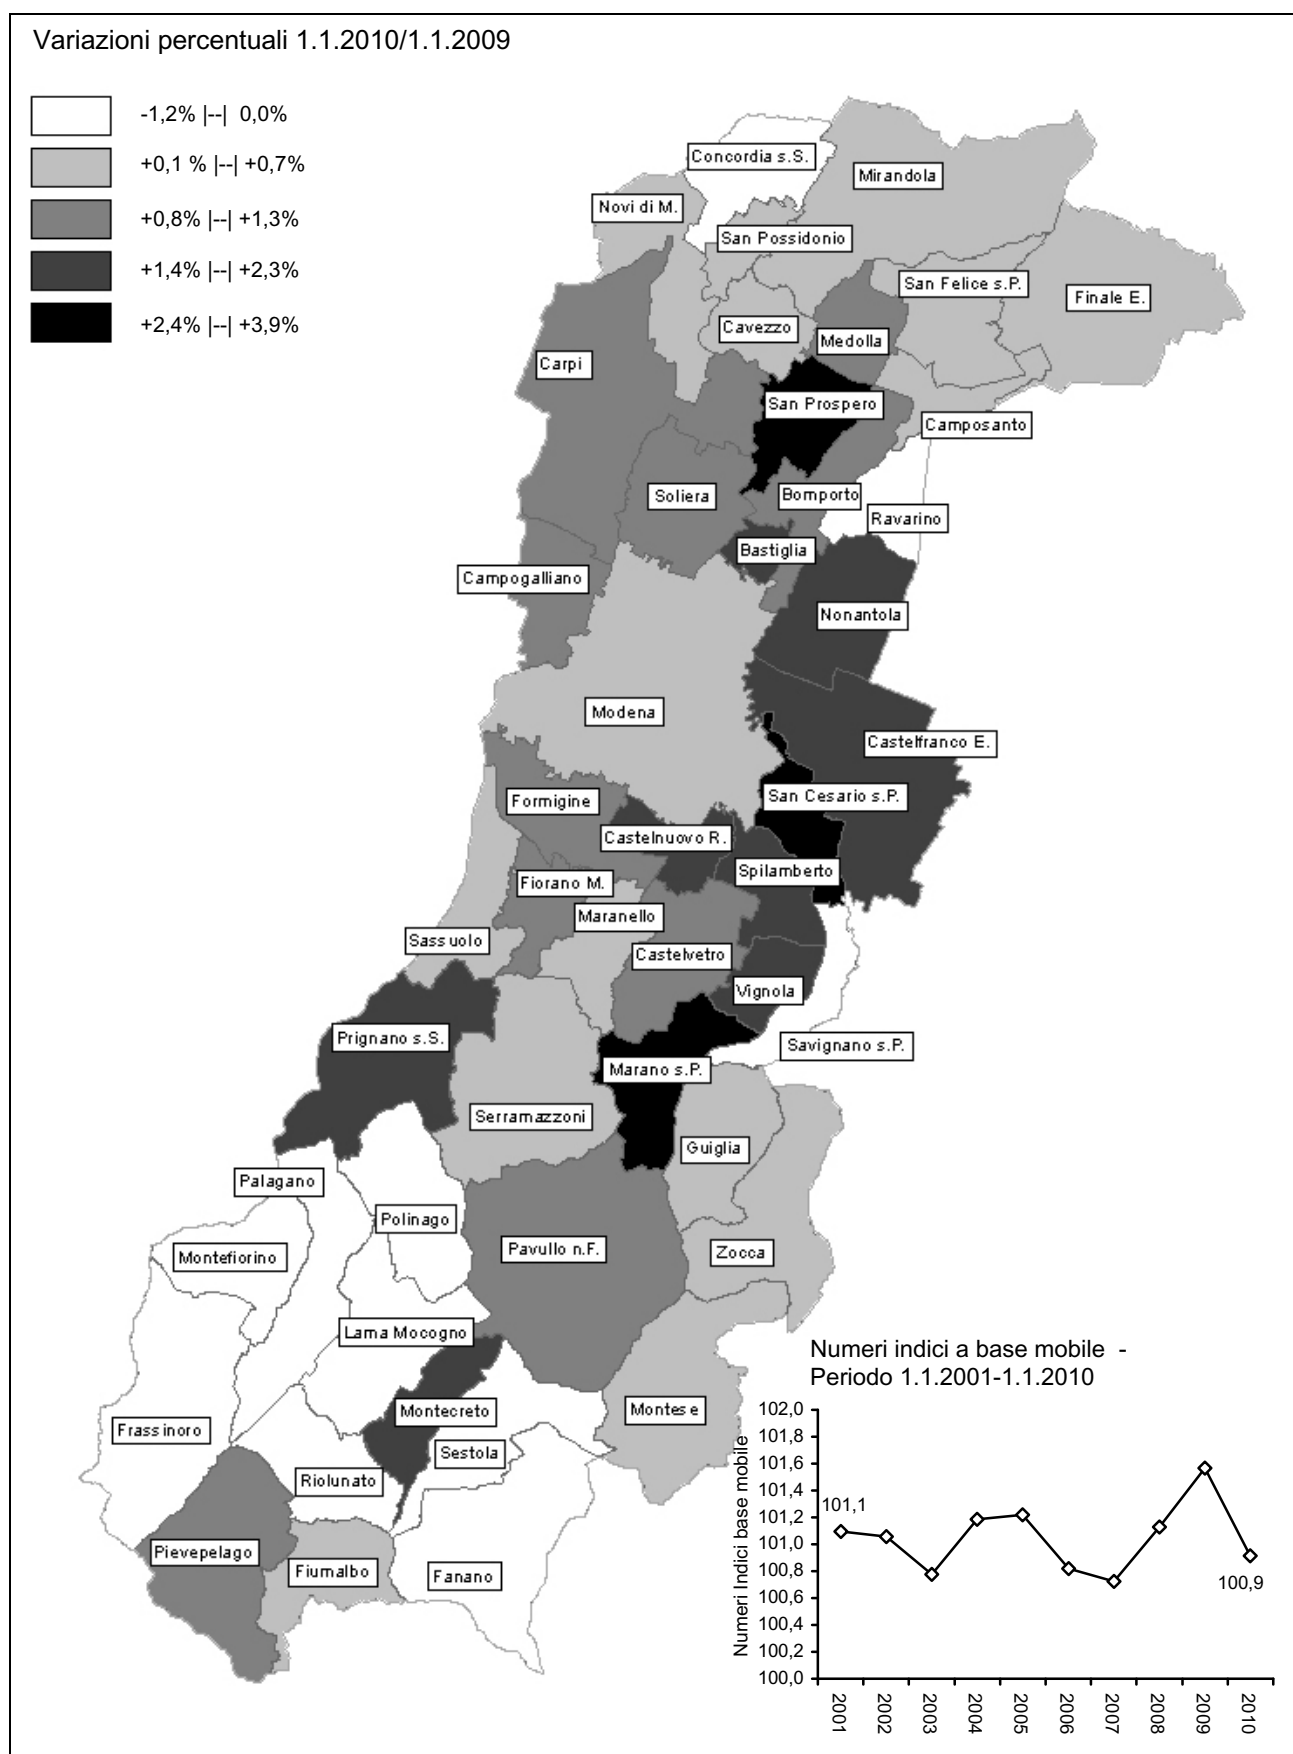 Variazioni percentuali 1.1.2010/1.1.2009
-1,2% |--| 0,0%
+0,1 % |--| +0,7%
+0,8% |--| +1,3%
+1,4% |--| +2,3%
+2,4% |--| +3,9%
Concordia s.S.
Mirandola
Novi di M.
San Possidonio
San Felice s.P.
Finale E.
Cavezzo
Medolla
Carpi
San Prospero
Camposanto
Soliera
Bomporto
Ravarino
Bastiglia
Campogalliano
Nonantola
Modena
Castelfranco E.
San Cesario s.P.
Formigine
Castelnuovo R.
Spilamberto
Fiorano M.
Maranello
Sassuolo
Castelvetro
Vignola
Prignano s.S.
Savignano s.P.
Marano s.P.
Serramazzoni
Guiglia
Palagano
Polinago
Montefiorino
Pavullo n.F.
Zocca
Lama Mocogno
Montecreto
Montese
Frassinoro
Sestola
Riolunato
Pievepelago
Fiumalbo
Fanano
Numeri indici a base mobile -
Periodo 1.1.2001-1.1.2010
Numeri Indici base mobile
102,0
101,8
101,6
101,4
101,2
101,0
100,8
100,6
100,4
100,2
100,0
101,1
100,9
2001
2002
2003
2004
2005
2006
2007
2008
2009
2010